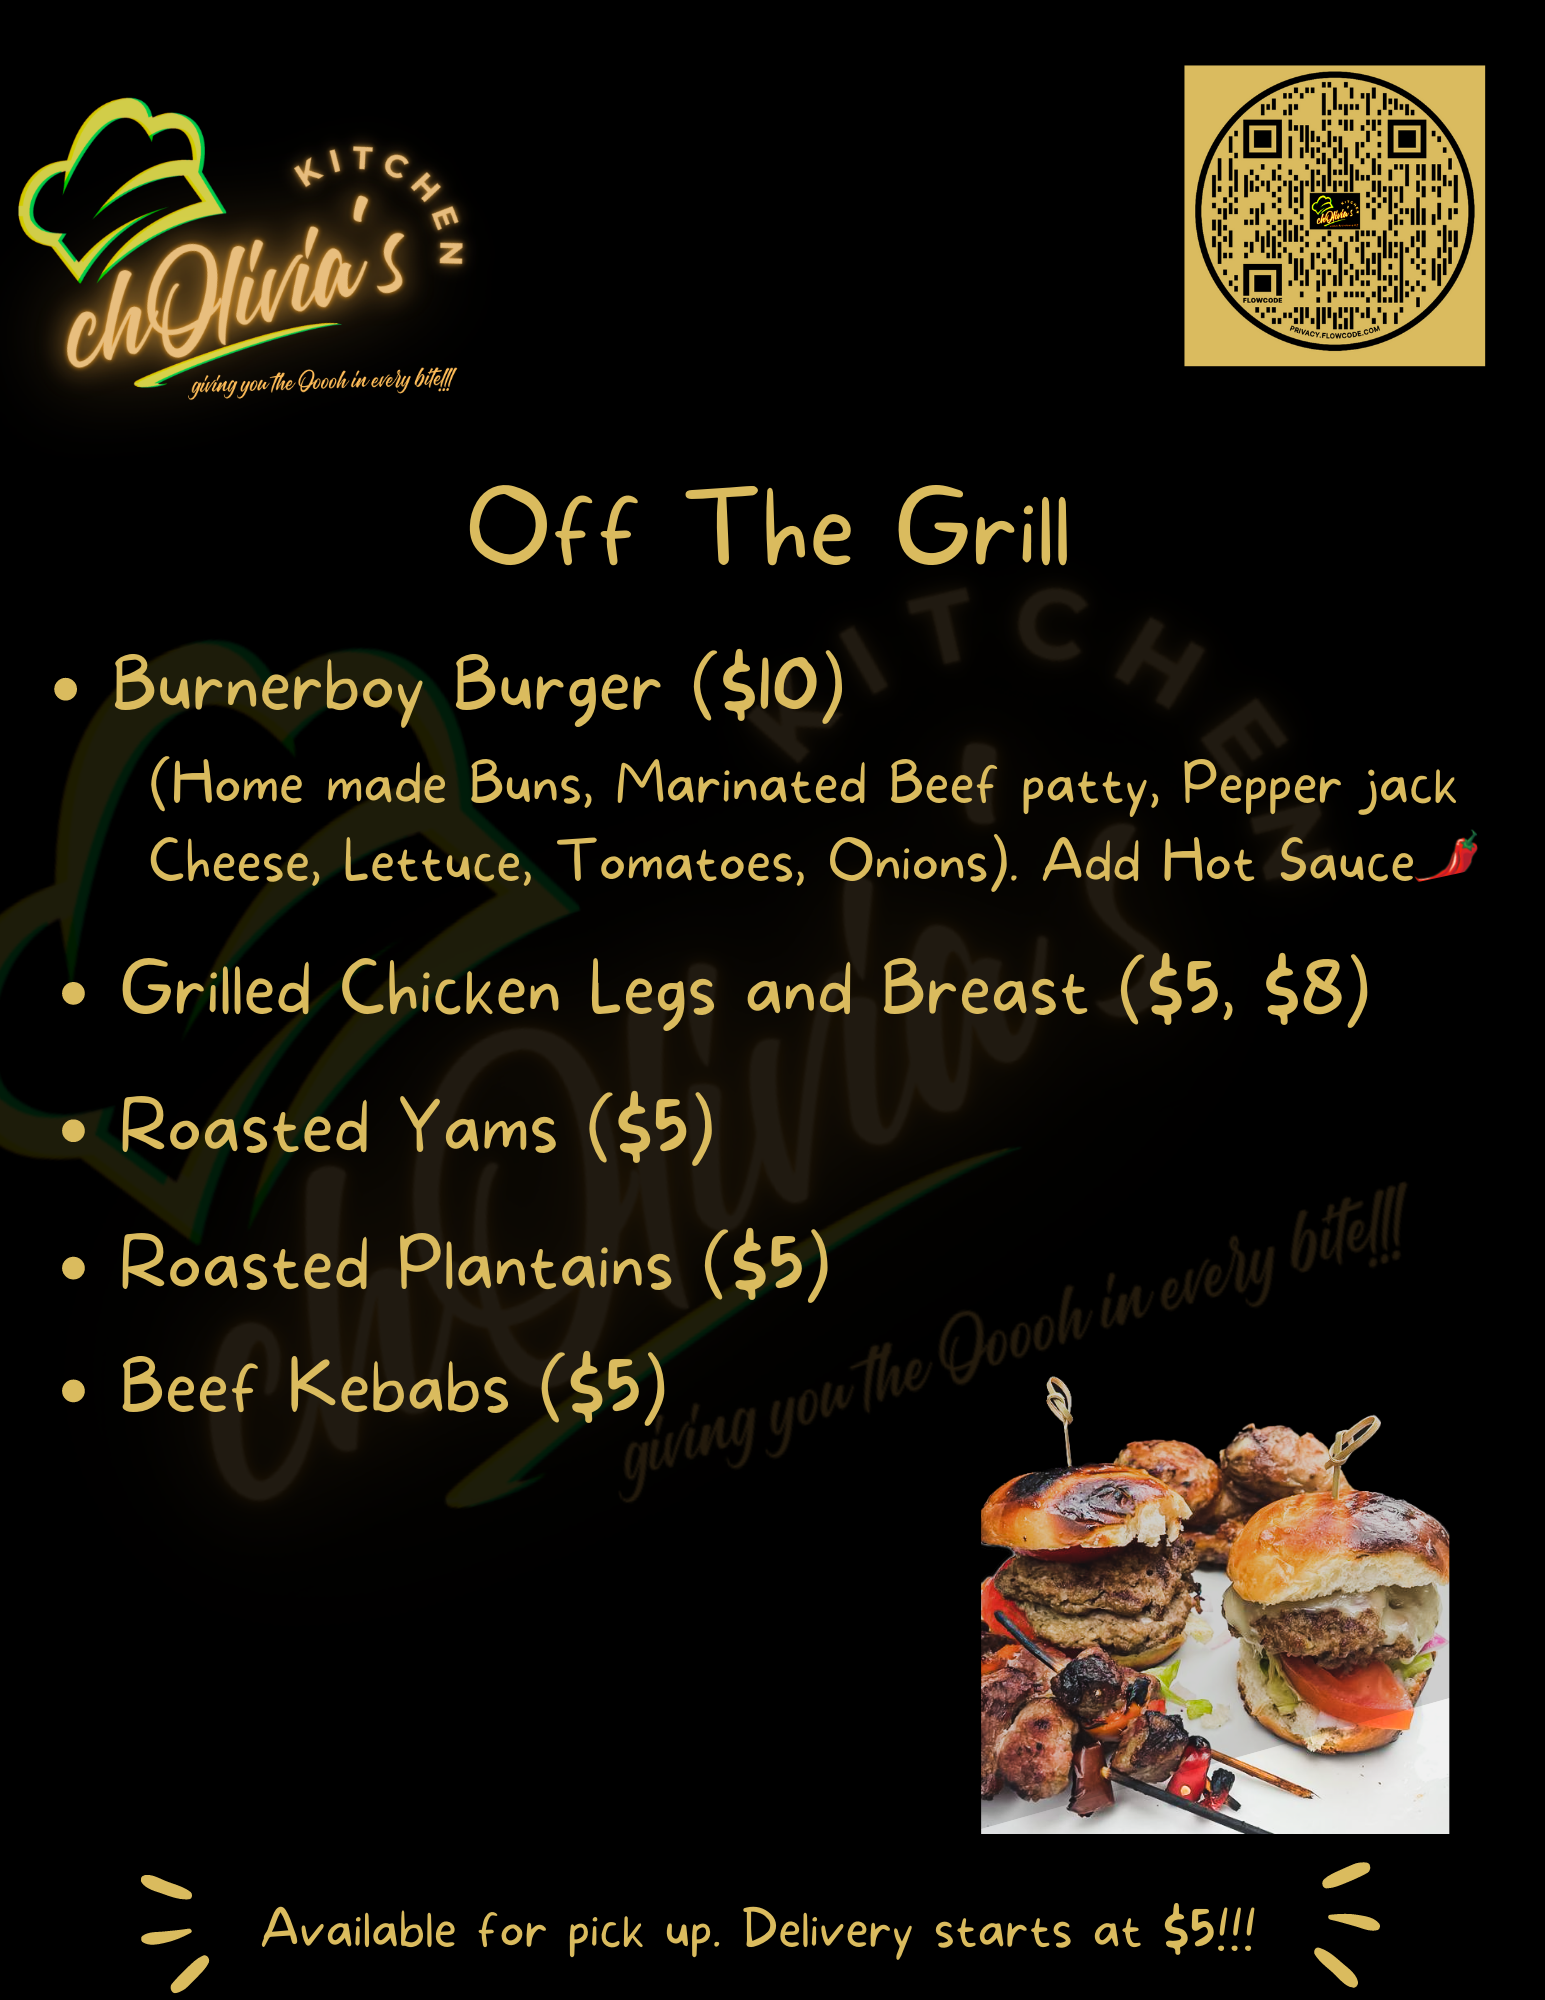 KITCHEN
chOlivia's
giving you the Ooooh in every bite!!!
FLOWCODE
PRIVACY.FLOWCODE.COM
Off The Grill
• Burnerboy Burger ($10)
(Home made Buns, Marinated Beef patty, Pepper jack
Cheese, Lettuce, Tomatoes, Onions). Add Hot Sauce🌶️
• Grilled Chicken Legs and Breast ($5, $8)
• Roasted Yams ($5)
• Roasted Plantains ($5)
• Beef Kebabs ($5)
KITCHEN
chOlivia's
giving you the Ooooh in every bite!!!
Available for pick up. Delivery starts at $5!!!